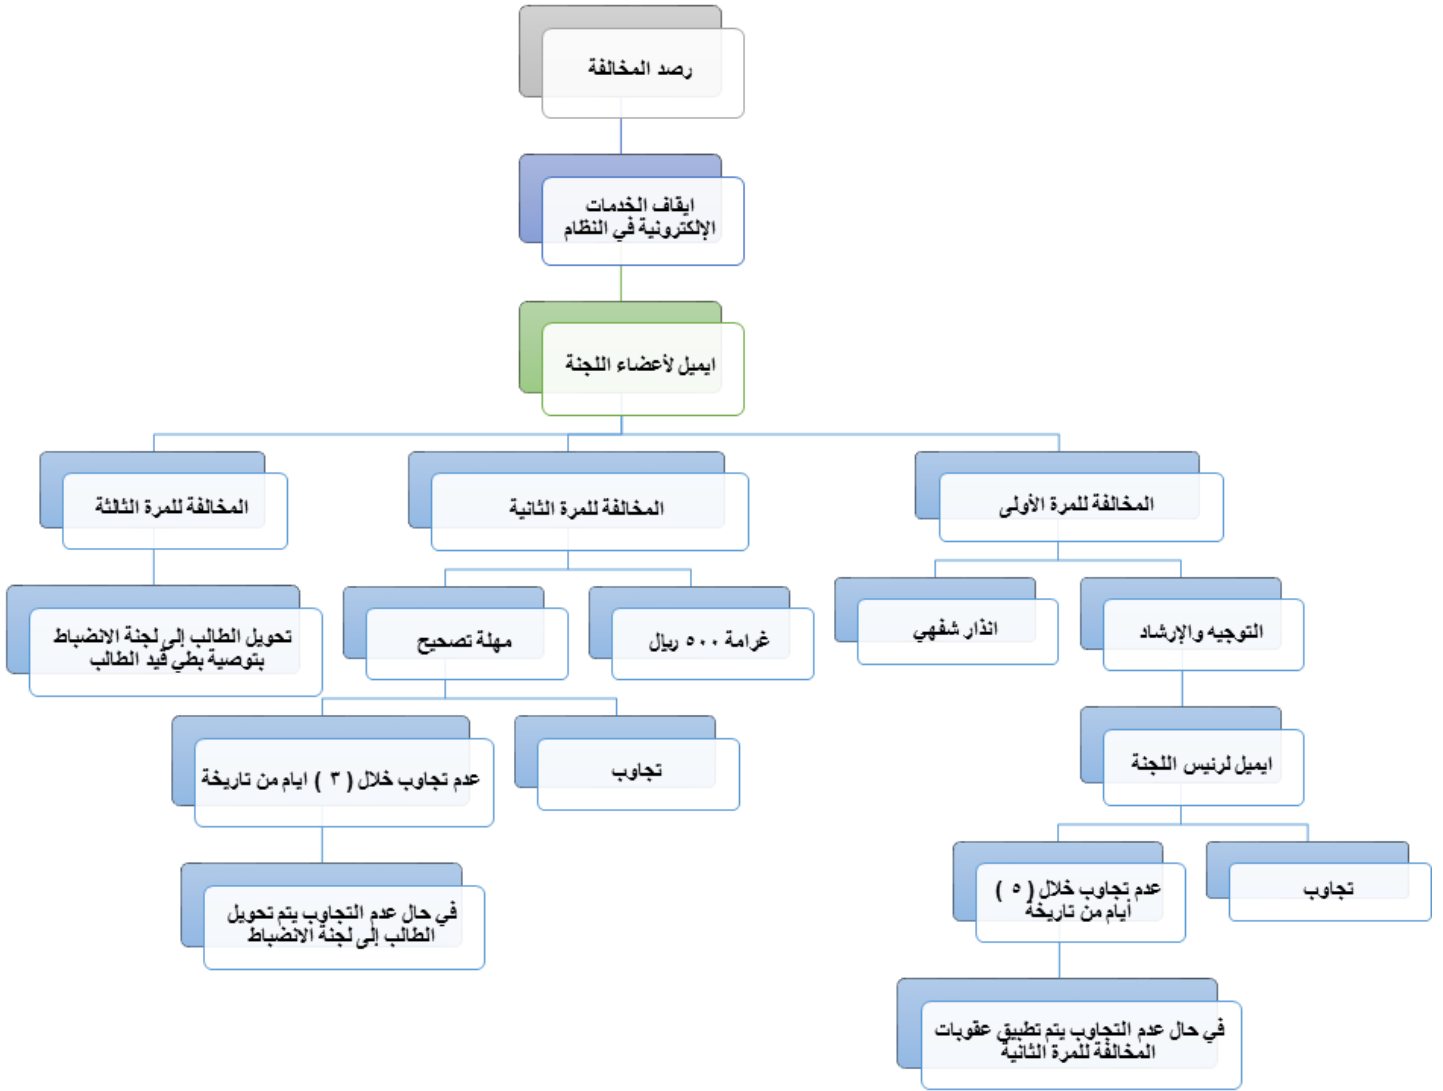 رصد المخالفة
ايقاف الخدمات
الإلكترونية في النظام
ايميل لأعضاء اللجنة
المخالفة للمرة الأولى
المخالفة للمرة الثانية
المخالفة للمرة الثالثة
التوجيه والإرشاد
انذار شفهي
غرامة ٥٠٠ ريال
مهلة تصحيح
تحويل الطالب إلى لجنة الانضباط
بتوصية بطي قيد الطالب
ايميل لرئيس اللجنة
تجاوب
عدم تجاوب خلال ( ٣ ) ايام من تاريخة
تجاوب
عدم تجاوب خلال ( ٥ )
أيام من تاريخة
في حال عدم التجاوب يتم تحويل
الطالب إلى لجنة الانضباط
في حال عدم التجاوب يتم تطبيق عقوبات
المخالفة للمرة الثانية